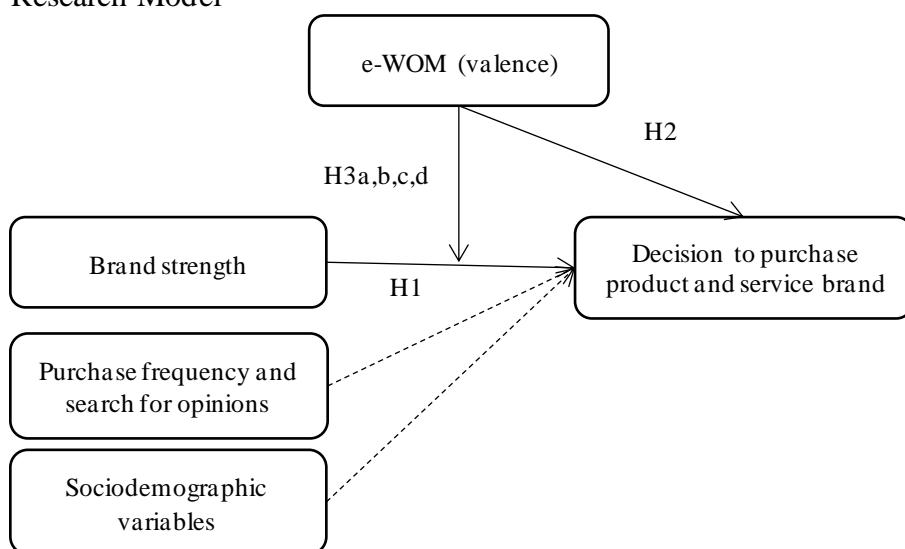 Research Model
e-WOM (valence)
H2
H3a,b,c,d
Brand strength
H1
Decision to purchase
product and service brand
Purchase frequency and
search for opinions
Sociodemographic
variables